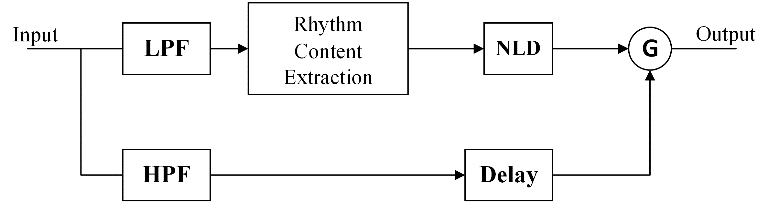 Input
LPF
Rhythm
Content
Extraction
NLD
G
Output
HPF
Delay